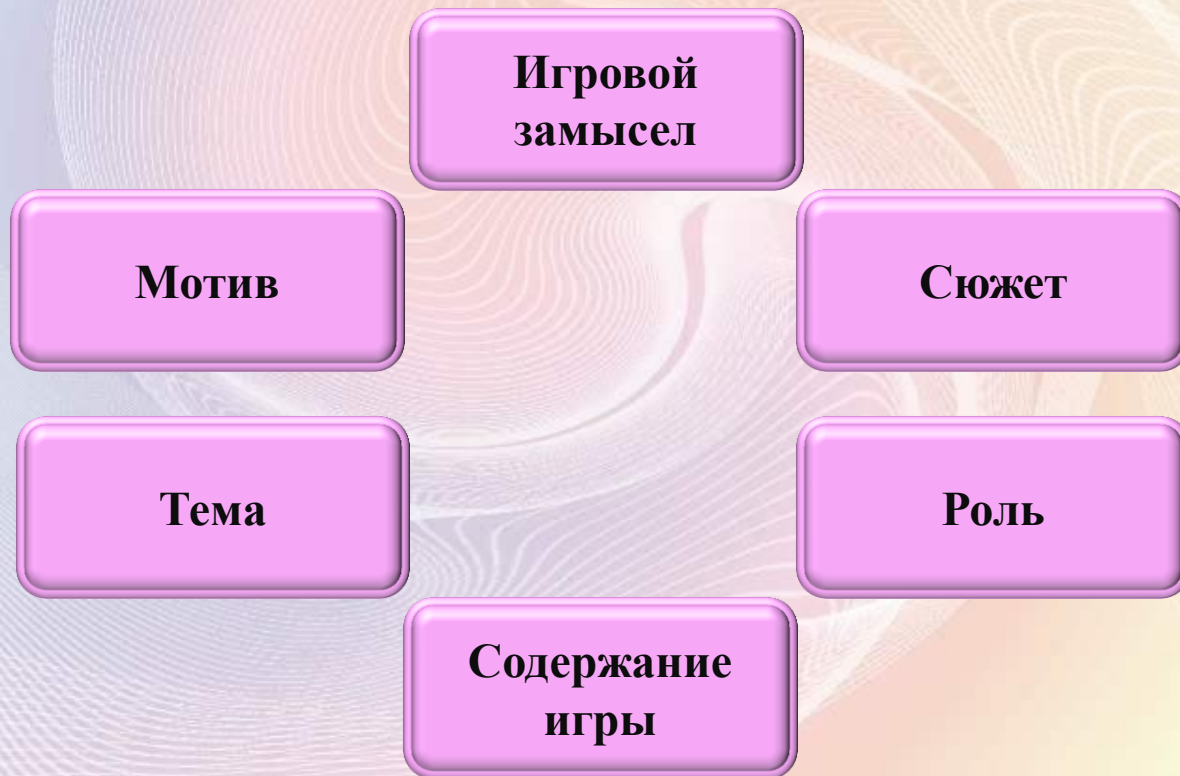 Игровой
замысел
Мотив
Сюжет
Тема
Роль
Содержание
игры